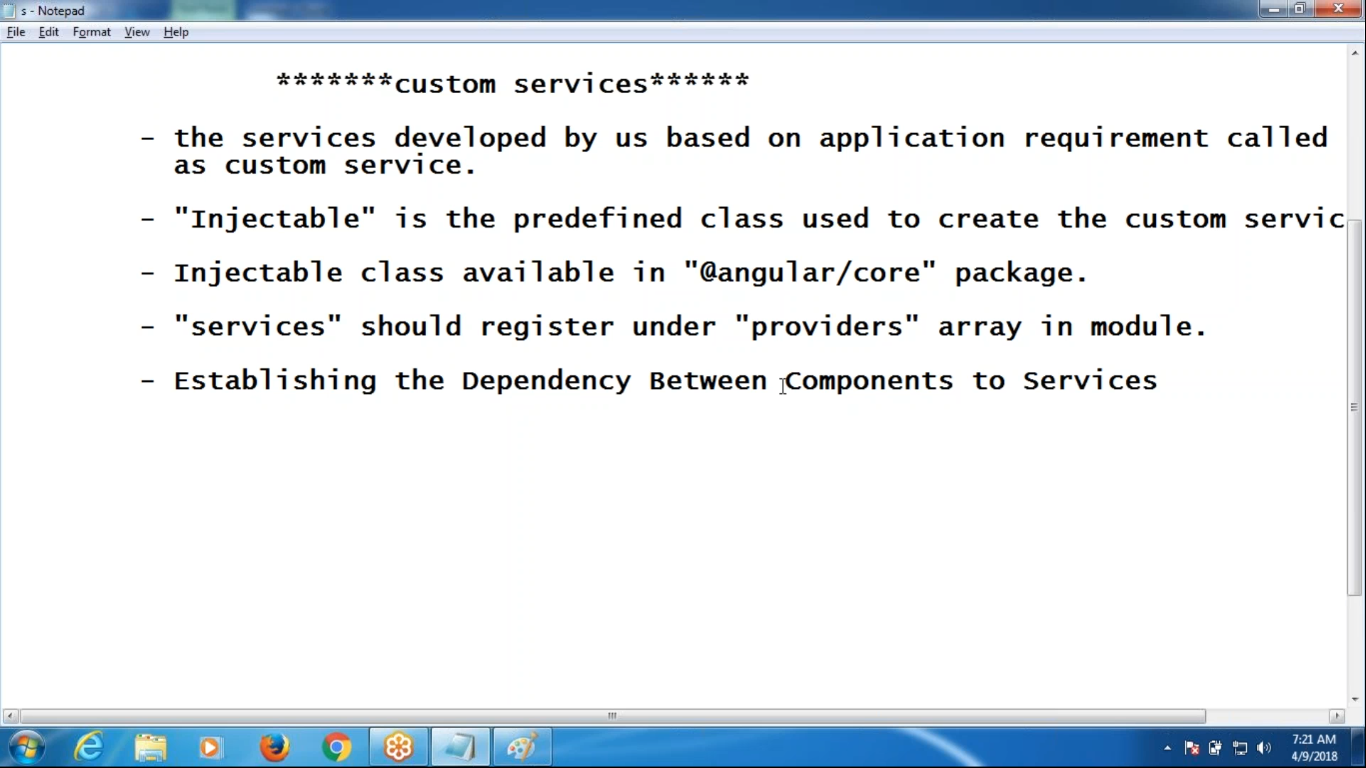 s - Notepad
File Edit Format View Help
*******custom services******
- the services developed by us based on application requirement called
as custom service.
- "Injectable" is the predefined class used to create the custom servic
- Injectable class available in "@angular/core" package.
- "services" should register under "providers" array in module.
- Establishing the Dependency Between Components to Services
7:21 AM
4/9/2018